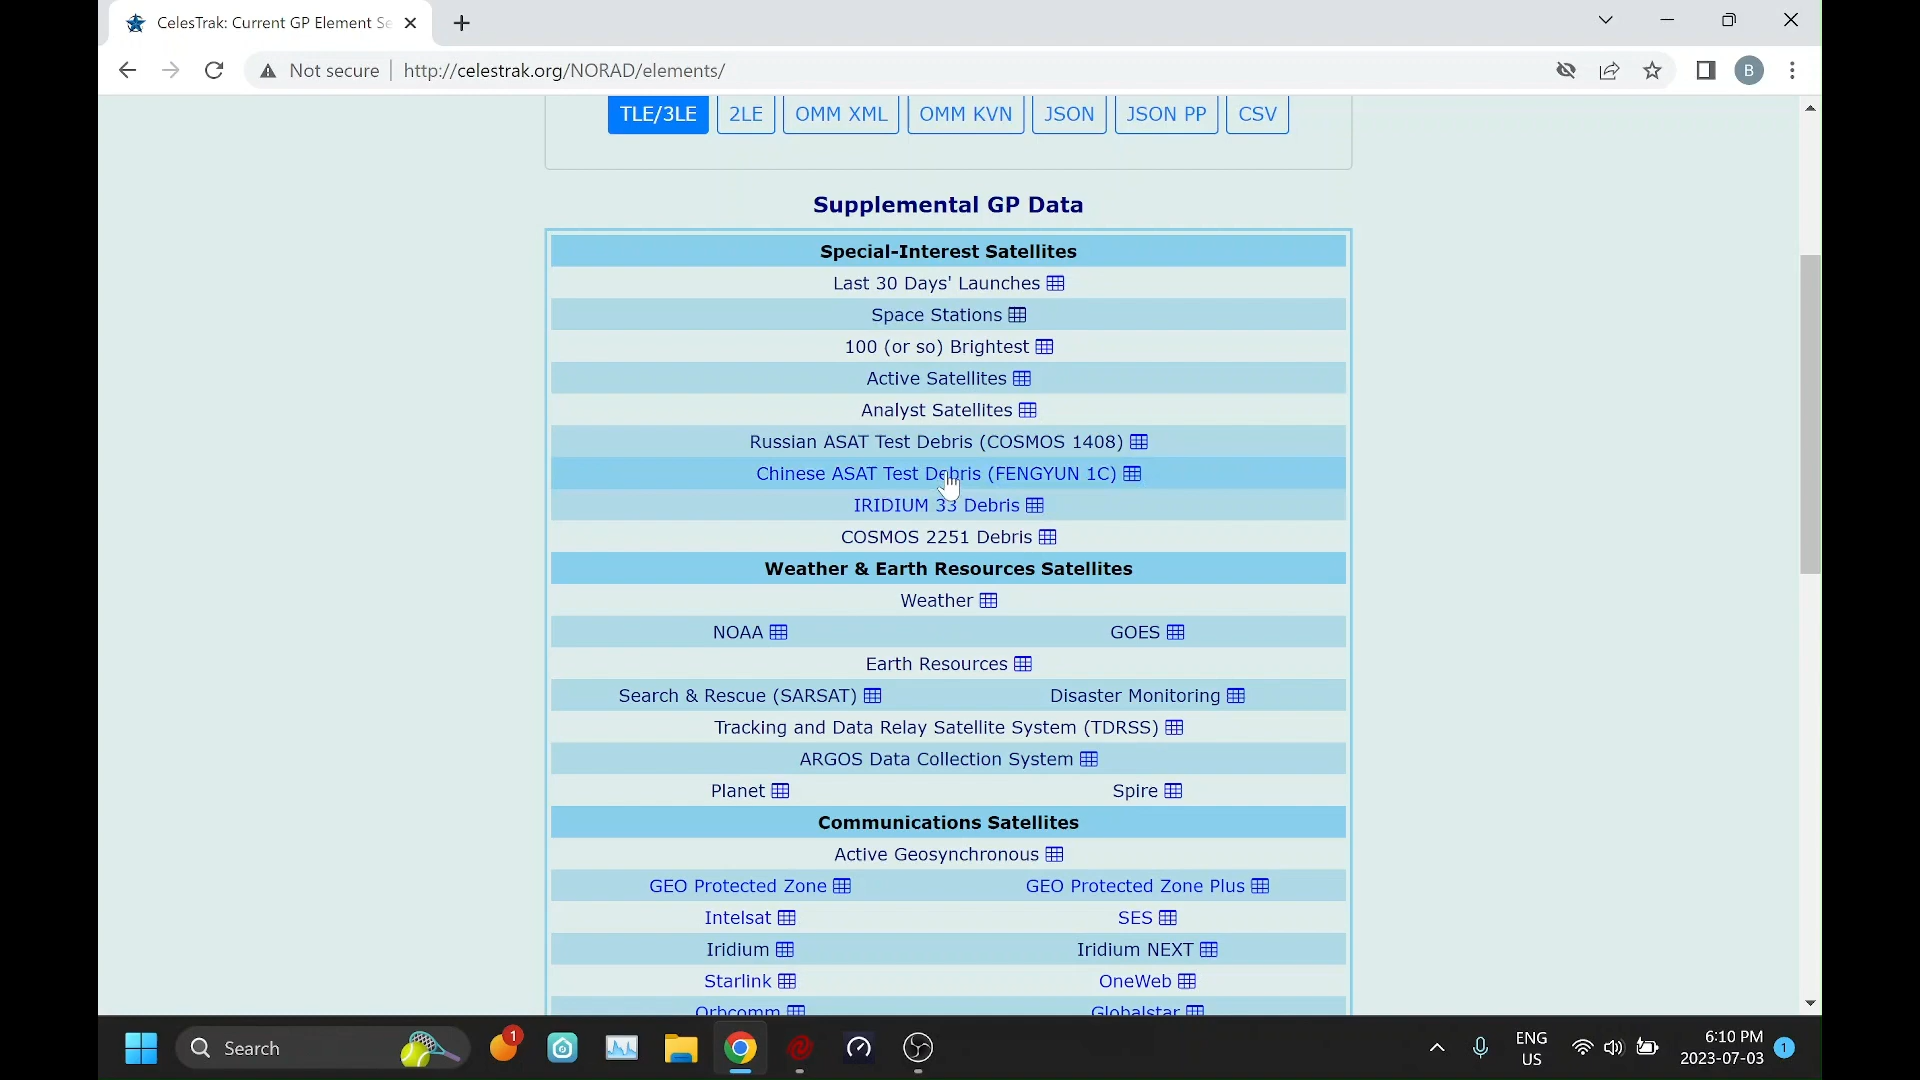 CelesTrak: Current GP Element Se
Not secure http://celestrak.org/NORAD/elements/
B
TLE/3LE 2LE OMM XML OMM KVN JSON JSON PP CSV
Supplemental GP Data
Special-Interest Satellites
Last 30 Days' Launches
Space Stations
100 (or so) Brightest
Active Satellites
Analyst Satellites
Russian ASAT Test Debris (COSMOS 1408)
Chinese ASAT Test Debris (FENGYUN 1C)
IRIDIUM 33 Debris
COSMOS 2251 Debris
Weather & Earth Resources Satellites
Weather
NOAA GOES
Earth Resources
Search & Rescue (SARSAT) Disaster Monitoring
Tracking and Data Relay Satellite System (TDRSS)
ARGOS Data Collection System
Planet Spire
Communications Satellites
Active Geosynchronous
GEO Protected Zone GEO Protected Zone Plus
Intelsat SES
Iridium Iridium NEXT
Starlink OneWeb
Orbcomm Globalstar
Search 1 ENG 6:10 PM 1
US 2023-07-03